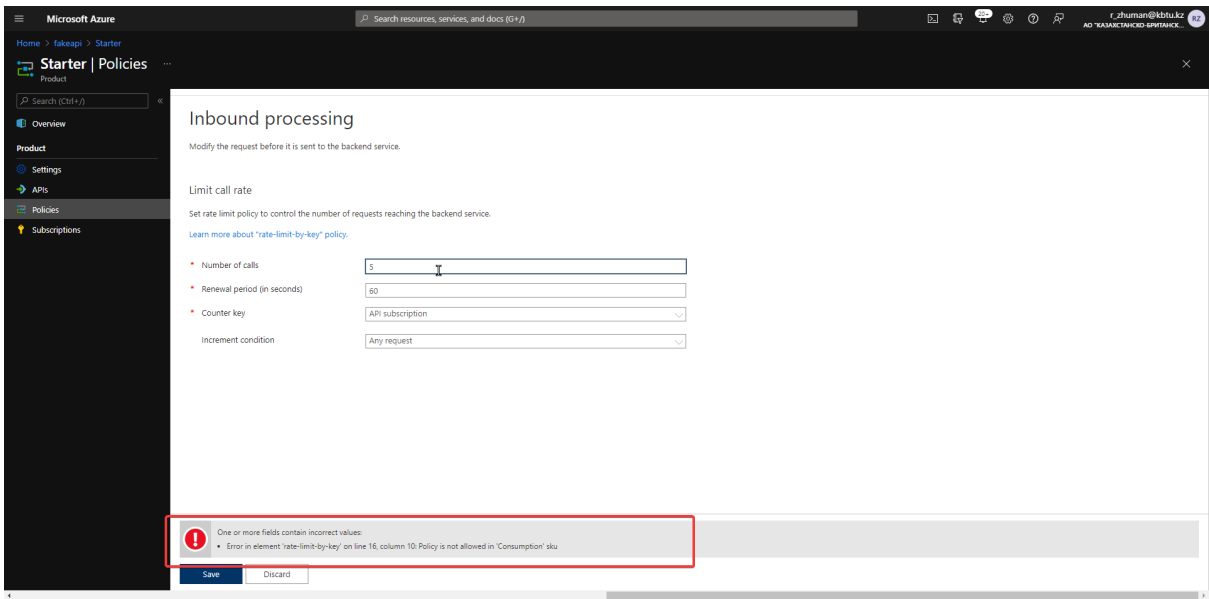 Microsoft Azure
Search resources, services, and docs (G+/)
20+
r_zhuman@kbtu.kz
АО "КАЗАХСТАНСКО-БРИТАНСК...
RZ
Home > fakeapi > Starter
Starter | Policies ...
Product
Search (Ctrl+/)
«
Overview
Product
Settings
APIs
Policies
Subscriptions
Inbound processing
Modify the request before it is sent to the backend service.
Limit call rate
Set rate limit policy to control the number of requests reaching the backend service.
Learn more about "rate-limit-by-key" policy.
* Number of calls
5
* Renewal period (in seconds)
60
* Counter key
API subscription
Increment condition
Any request
One or more fields contain incorrect values:
• Error in element 'rate-limit-by-key' on line 16, column 10: Policy is not allowed in 'Consumption' sku
Save
Discard